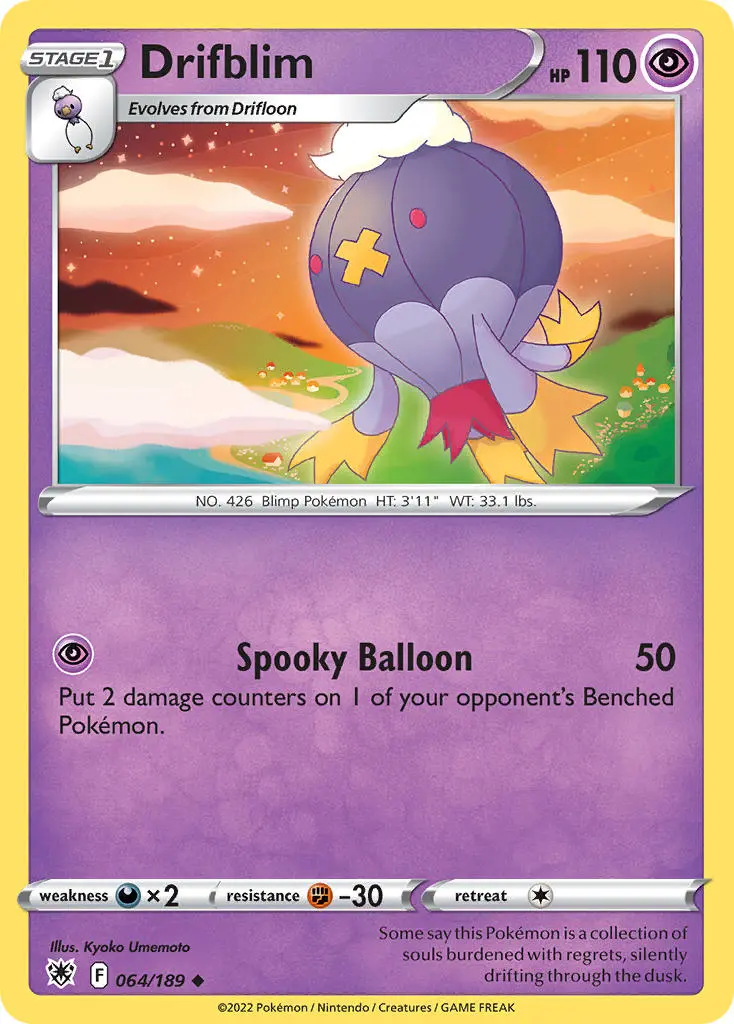 STAGE 1
Drifblim
HP 110
Evolves from Drifloon
NO. 426 Blimp Pokémon HT: 3'11" WT: 33.1 lbs.
Spooky Balloon 50
Put 2 damage counters on 1 of your opponent's Benched
Pokémon.
weakness ×2 resistance -30 retreat
Illus. Kyoko Umemoto
Some say this Pokémon is a collection of
souls burdened with regrets, silently
drifting through the dusk.
F 064/189
©2022 Pokémon / Nintendo / Creatures / GAME FREAK